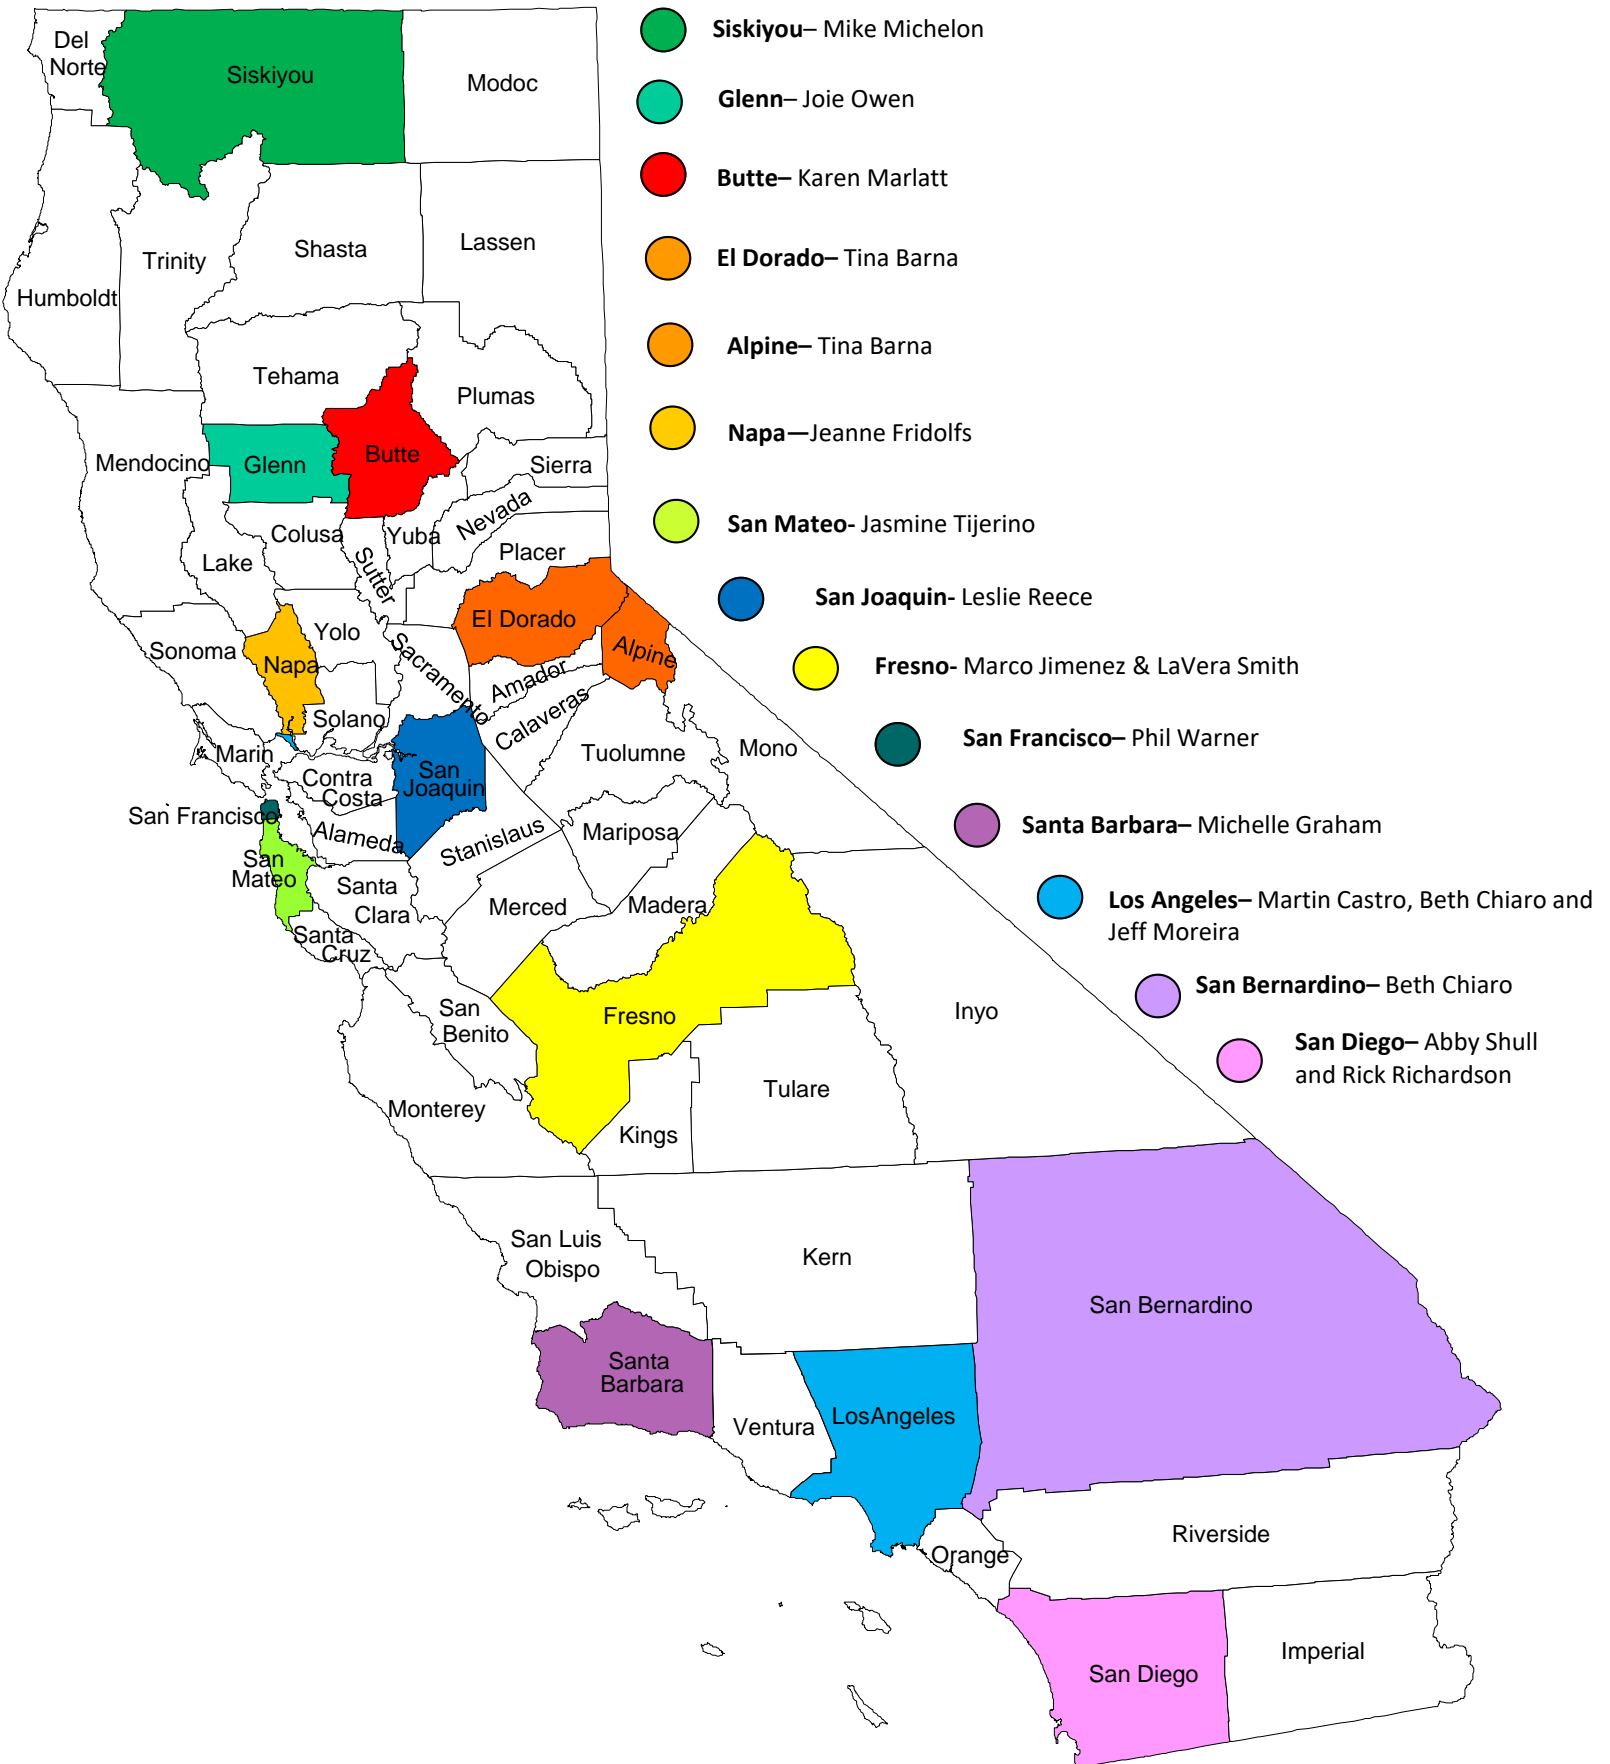 Siskiyou– Mike Michelon
Glenn– Joie Owen
Butte– Karen Marlatt
El Dorado– Tina Barna
Alpine– Tina Barna
Napa—Jeanne Fridolfs
San Mateo- Jasmine Tijerino
San Joaquin- Leslie Reece
Fresno- Marco Jimenez & LaVera Smith
San Francisco– Phil Warner
Santa Barbara– Michelle Graham
Los Angeles– Martin Castro, Beth Chiaro and
Jeff Moreira
San Bernardino– Beth Chiaro
San Diego– Abby Shull
and Rick Richardson
Del
Norte
Siskiyou
Modoc
Humboldt
Trinity
Shasta
Lassen
Tehama
Plumas
Mendocino
Glenn
Butte
Sierra
Colusa
Yuba
Nevada
Lake
Sutter
Placer
Sonoma
Napa
Yolo
Sacramento
El Dorado
Alpine
Amador
Solano
Calaveras
Marin
Contra
Costa
San
Joaquin
Tuolumne
Mono
San Francisco
Alameda
Stanislaus
Mariposa
San
Mateo
Santa
Clara
Merced
Madera
Santa
Cruz
San
Benito
Fresno
Inyo
Monterey
Kings
Tulare
San Luis
Obispo
Kern
San Bernardino
Santa
Barbara
Ventura
LosAngeles
Orange
Riverside
San Diego
Imperial